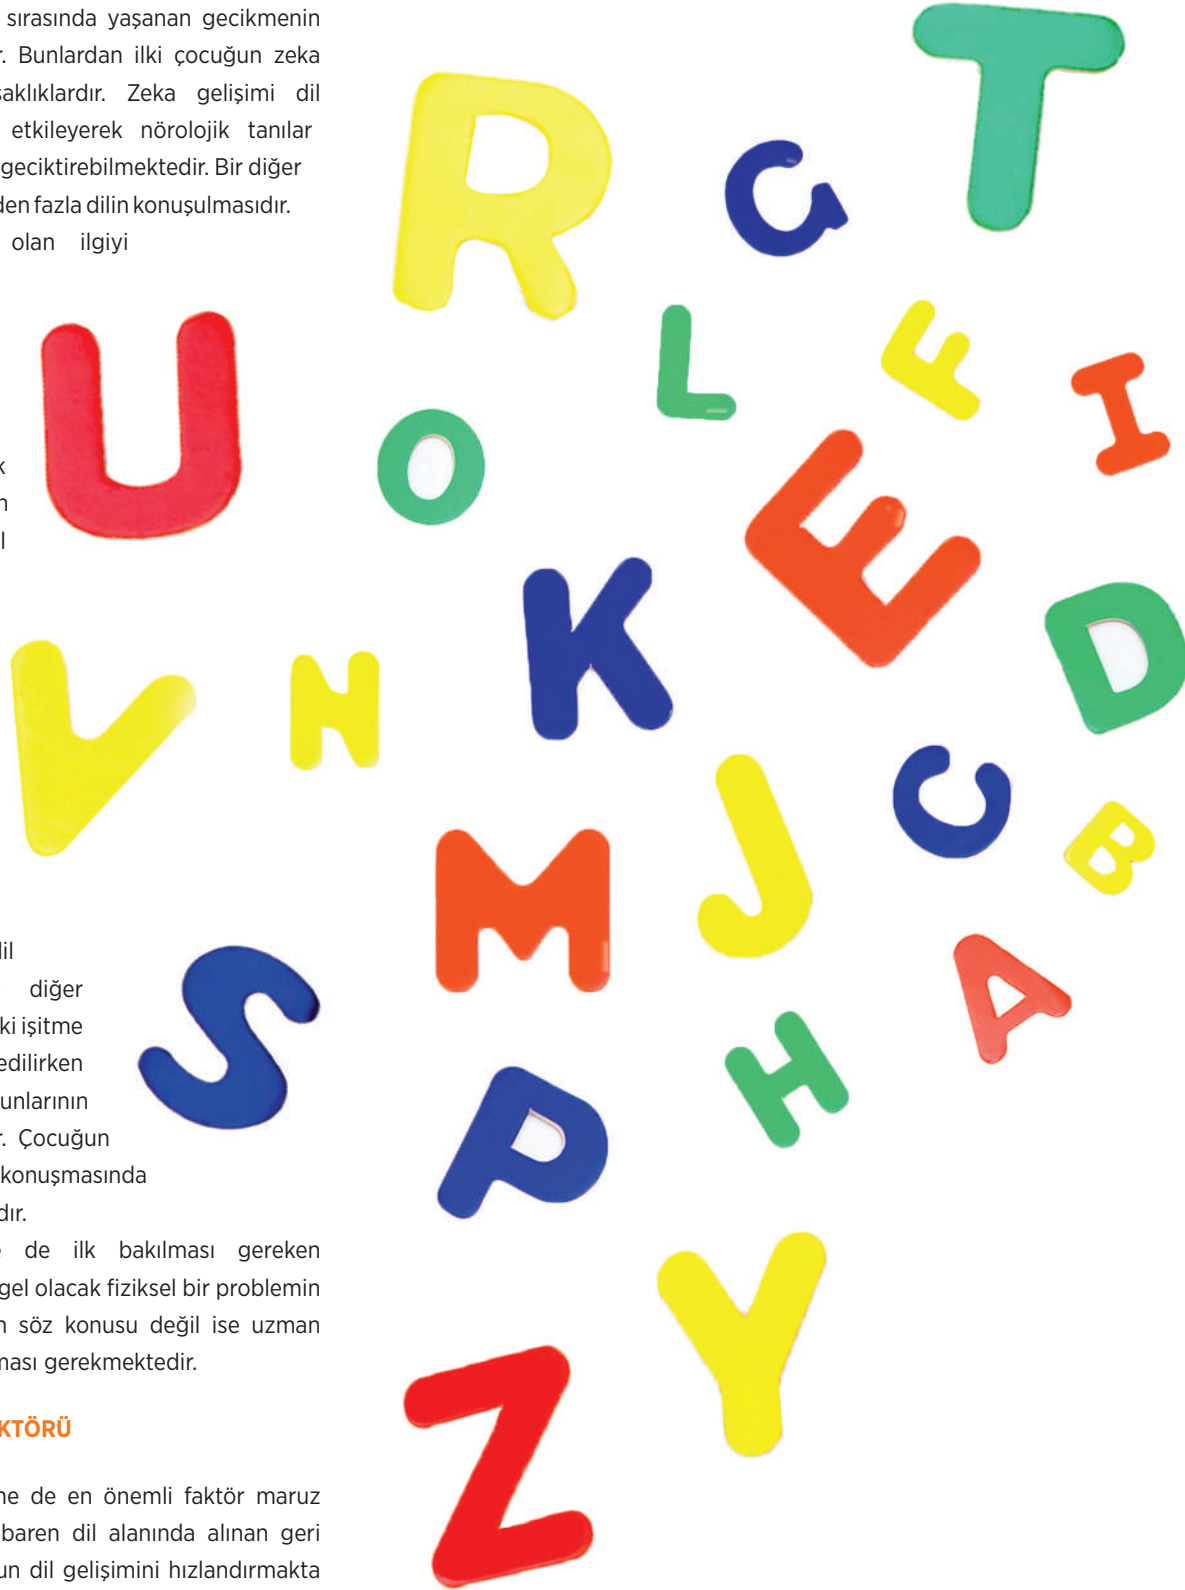 sırasında yaşanan gecikmenin
r. Bunlardan ilki çocuğun zeka
saklıklardır. Zeka gelişimi dil
etkileyerek nörolojik tanılar
geciktirebilmektedir. Bir diğer
den fazla dilin konuşulmasıdır.
olan ilgiyi
k
n
l
dil
diğer
ki işitme
edilirken
unlarının
r. Çocuğun
konuşmasında
dır.
e de ilk bakılması gereken
gel olacak fiziksel bir problemin
n söz konusu değil ise uzman
ması gerekmektedir.
KTÖRÜ
me de en önemli faktör maruz
baren dil alanında alınan geri
un dil gelişimini hızlandırmakta
R
G
T
U
L
F
I
O
E
K
D
V
N
C
J
B
M
A
S
H
P
Y
Z